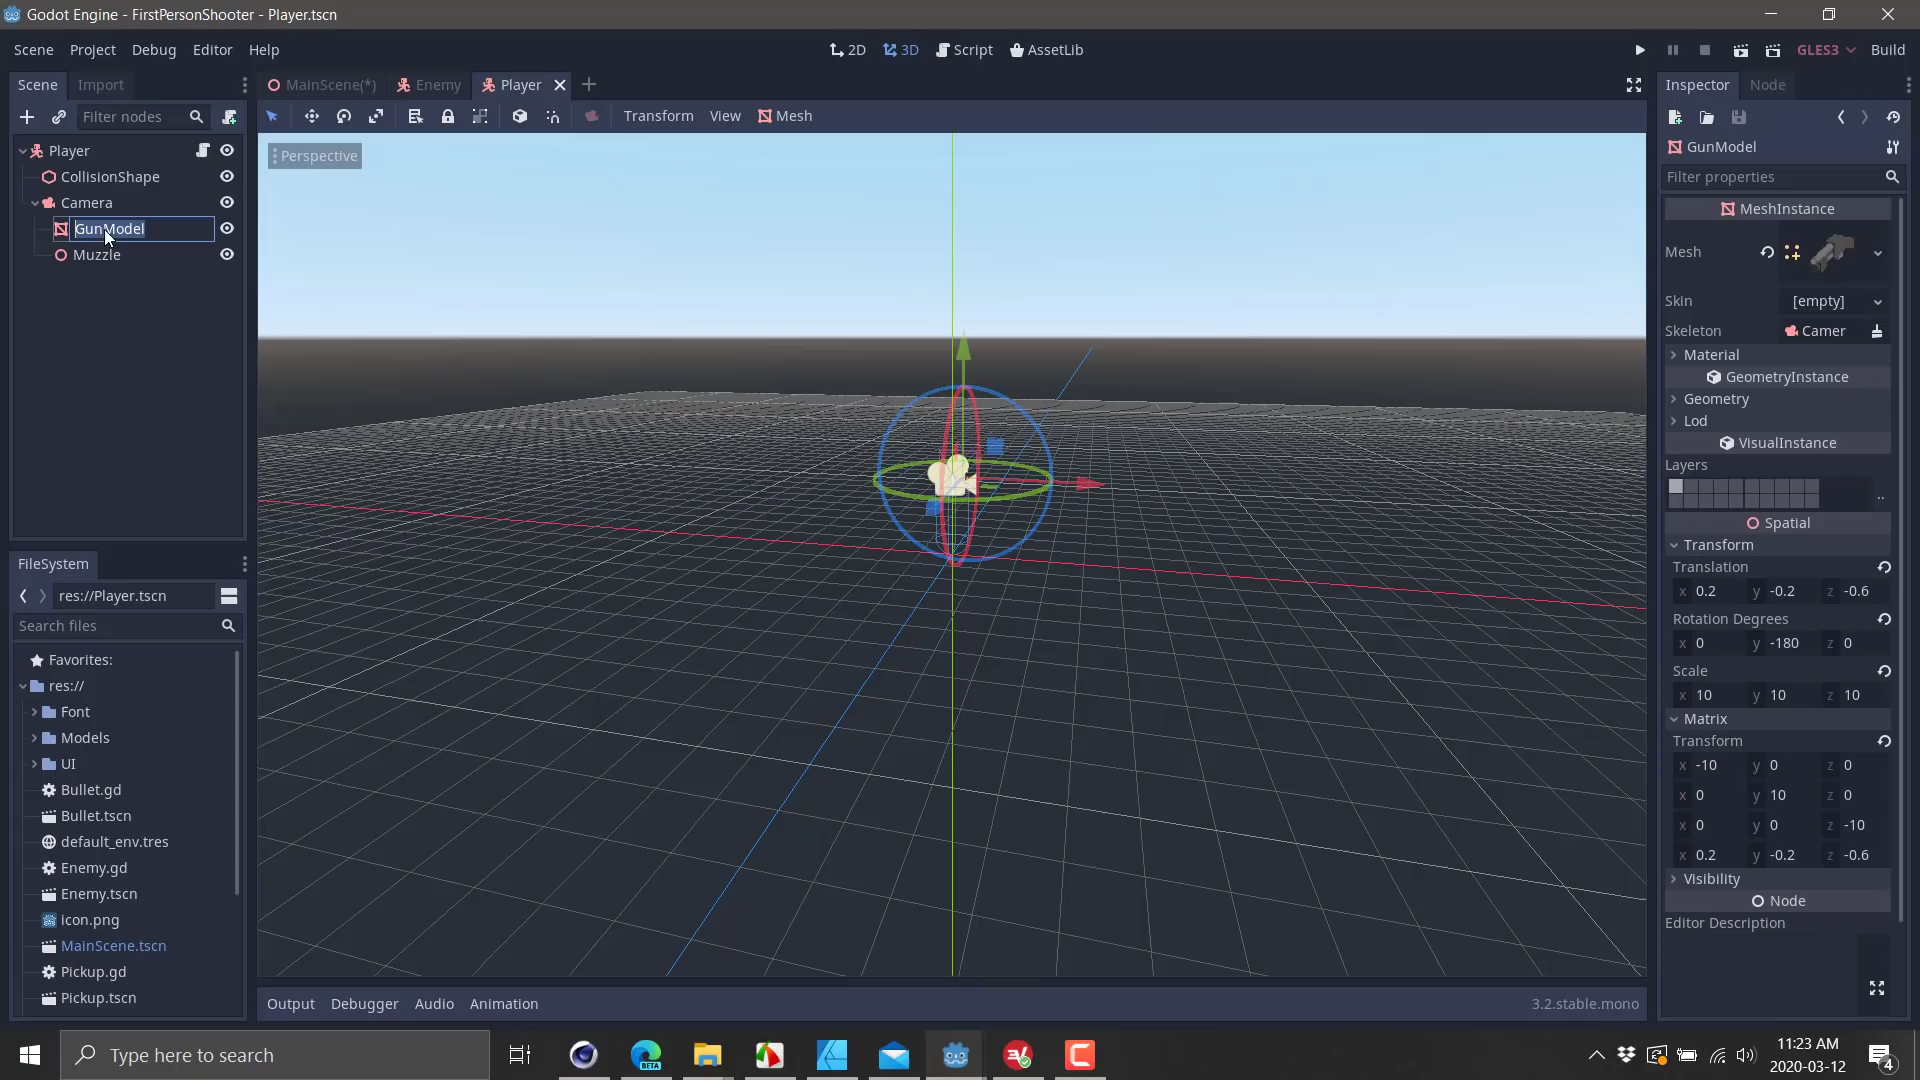 Godot Engine - FirstPersonShooter - Player.tscn
Scene Project Debug Editor Help
2D 3D Script AssetLib
GLES3 Build
Scene Import
Filter nodes
Player
CollisionShape
Camera
GunModel
Muzzle
FileSystem
res://Player.tscn
Search files
Favorites:
res://
Font
Models
UI
Bullet.gd
Bullet.tscn
default_env.tres
Enemy.gd
Enemy.tscn
icon.png
MainScene.tscn
Pickup.gd
Pickup.tscn
MainScene(*) Enemy Player
Transform View Mesh
Perspective
Output Debugger Audio Animation
3.2.stable.mono
Inspector Node
GunModel
Filter properties
MeshInstance
Mesh
Skin [empty]
Skeleton Camer
Material
GeometryInstance
Geometry
Lod
VisualInstance
Layers
..
Spatial
Transform
Translation
x 0.2 y -0.2 z -0.6
Rotation Degrees
x 0 y -180 z 0
Scale
x 10 y 10 z 10
Matrix
Transform
x -10 y 0 z 0
x 0 y 10 z 0
x 0 y 0 z -10
x 0.2 y -0.2 z -0.6
Visibility
Node
Editor Description
Type here to search
BETA
11:23 AM
2020-03-12
4